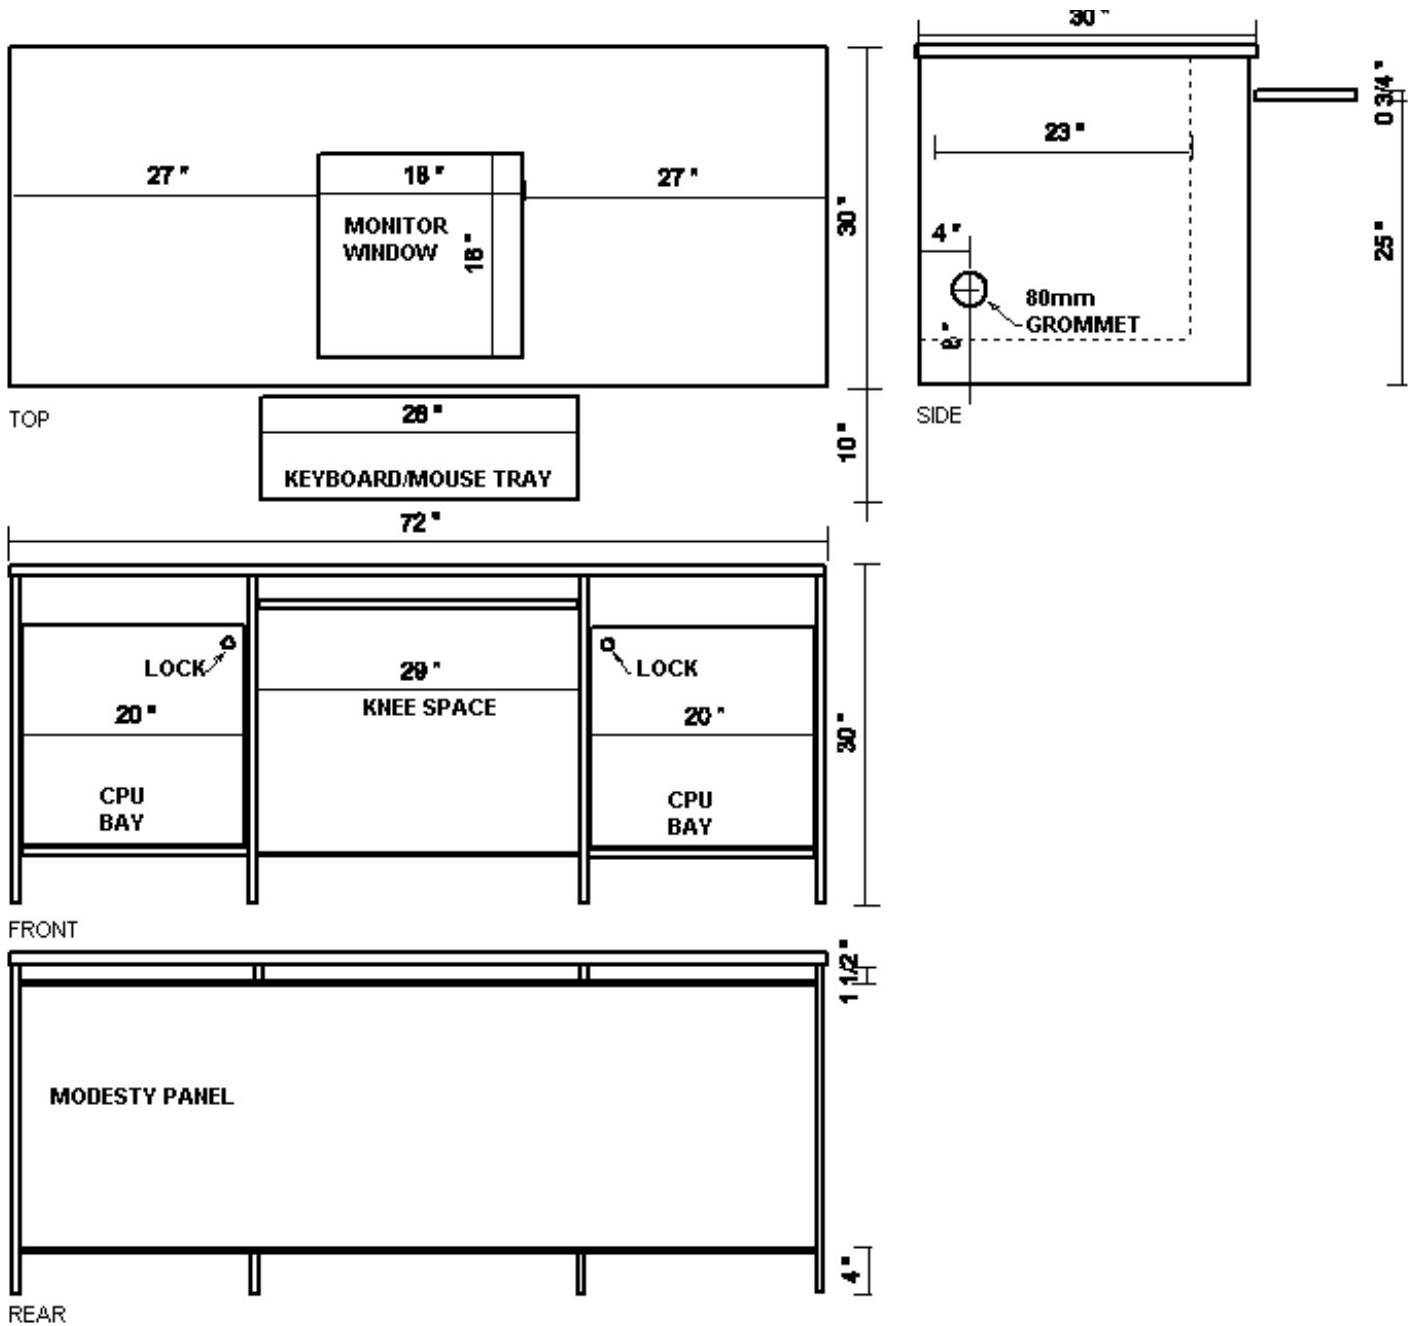 27 "
18 "
27 "
MONITOR
WINDOW
18 "
30 "
TOP
28 "
KEYBOARD/MOUSE TRAY
10 "
30 "
0 3/4 "
23 "
4 "
25 "
80mm
GROMMET
8 "
SIDE
72 "
LOCK
20 "
CPU
BAY
29 "
KNEE SPACE
LOCK
20 "
CPU
BAY
30 "
FRONT
1 1/2 "
MODESTY PANEL
4 "
REAR